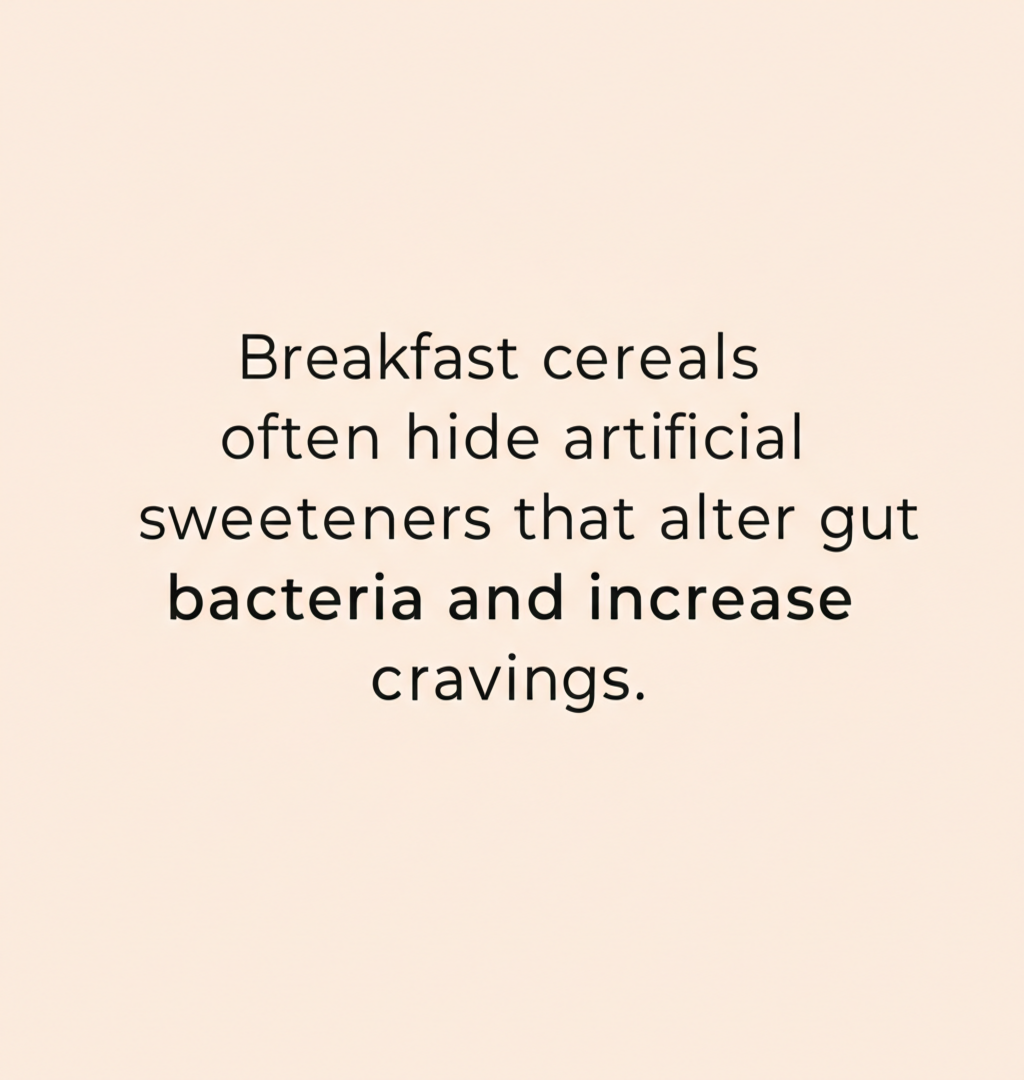 Breakfast cereals
often hide artificial
sweeteners that alter gut
bacteria and increase
cravings.